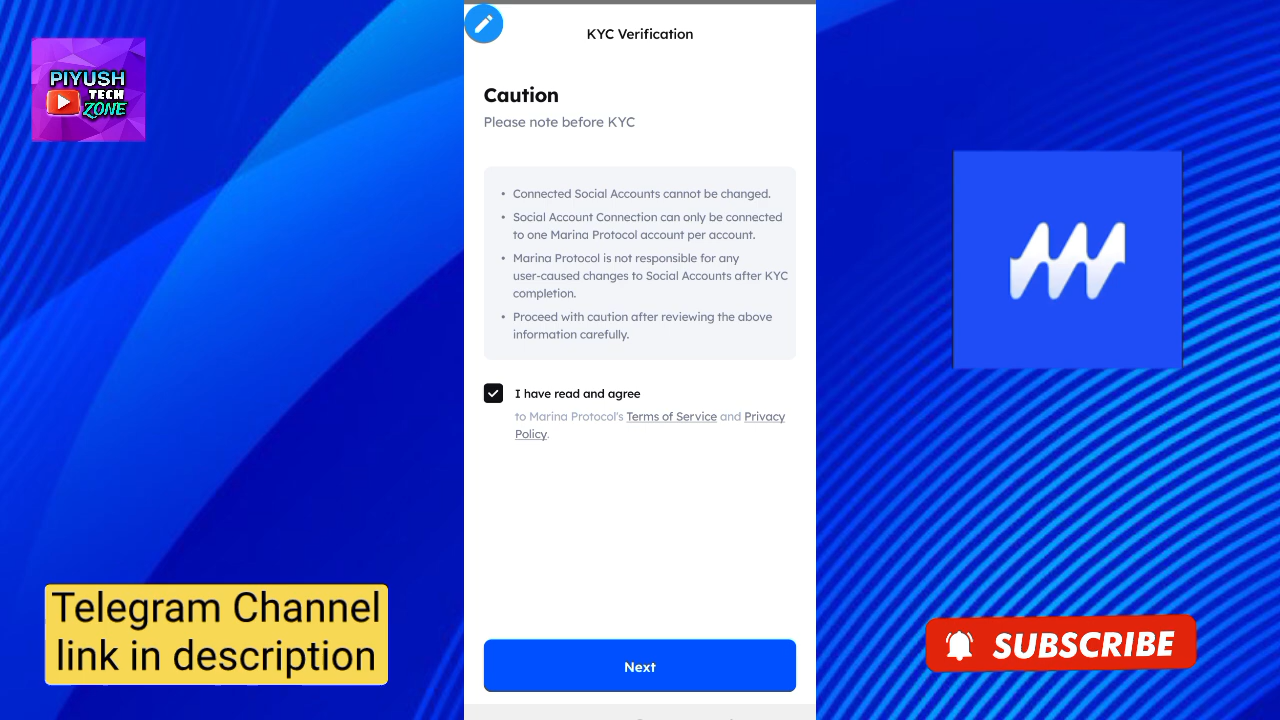 PIYUSH
TECH
ZONE
KYC Verification
Caution
Please note before KYC
• Connected Social Accounts cannot be changed.
• Social Account Connection can only be connected
to one Marina Protocol account per account.
• Marina Protocol is not responsible for any
user-caused changes to Social Accounts after KYC
completion.
• Proceed with caution after reviewing the above
information carefully.
I have read and agree
to Marina Protocol's Terms of Service and Privacy
Policy.
Next
Telegram Channel
link in description
SUBSCRIBE